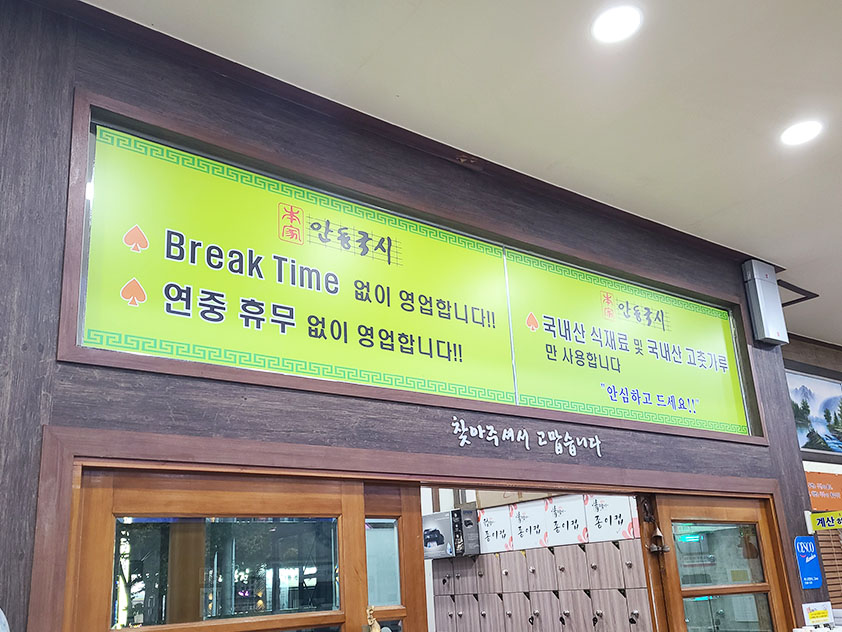 本家 안동국시
Break Time 없이 영업합니다!!
연중 휴무 없이 영업합니다!!
本家 안동국시
국내산 식재료 및 국내산 고춧가루
만 사용합니다
"안심하고 드세요!!"
찾아주셔서 고맙습니다
종이컵
종이컵
종이컵
종이컵
계산
CISCO